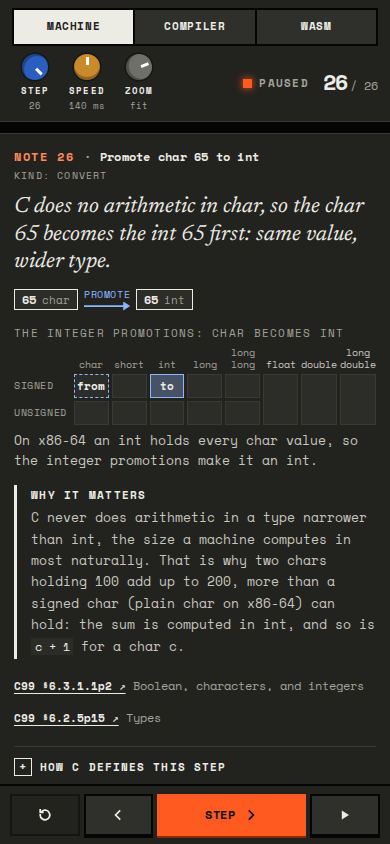 MACHINE COMPILER WASM
STEP SPEED ZOOM
26 140 ms fit
PAUSED 26 / 26
NOTE 26 · Promote char 65 to int
KIND: CONVERT
C does no arithmetic in char, so the char
65 becomes the int 65 first: same value,
wider type.
65 char PROMOTE 65 int
THE INTEGER PROMOTIONS: CHAR BECOMES INT
char short int long long long float double long double
SIGNED from to
UNSIGNED
On x86-64 an int holds every char value, so
the integer promotions make it an int.
WHY IT MATTERS
C never does arithmetic in a type narrower
than int, the size a machine computes in
most naturally. That is why two chars
holding 100 add up to 200, more than a
signed char (plain char on x86-64) can
hold: the sum is computed in int, and so is
c + 1 for a char c.
C99 §6.3.1.1p2 ↗ Boolean, characters, and integers
C99 §6.2.5p15 ↗ Types
+ HOW C DEFINES THIS STEP
STEP